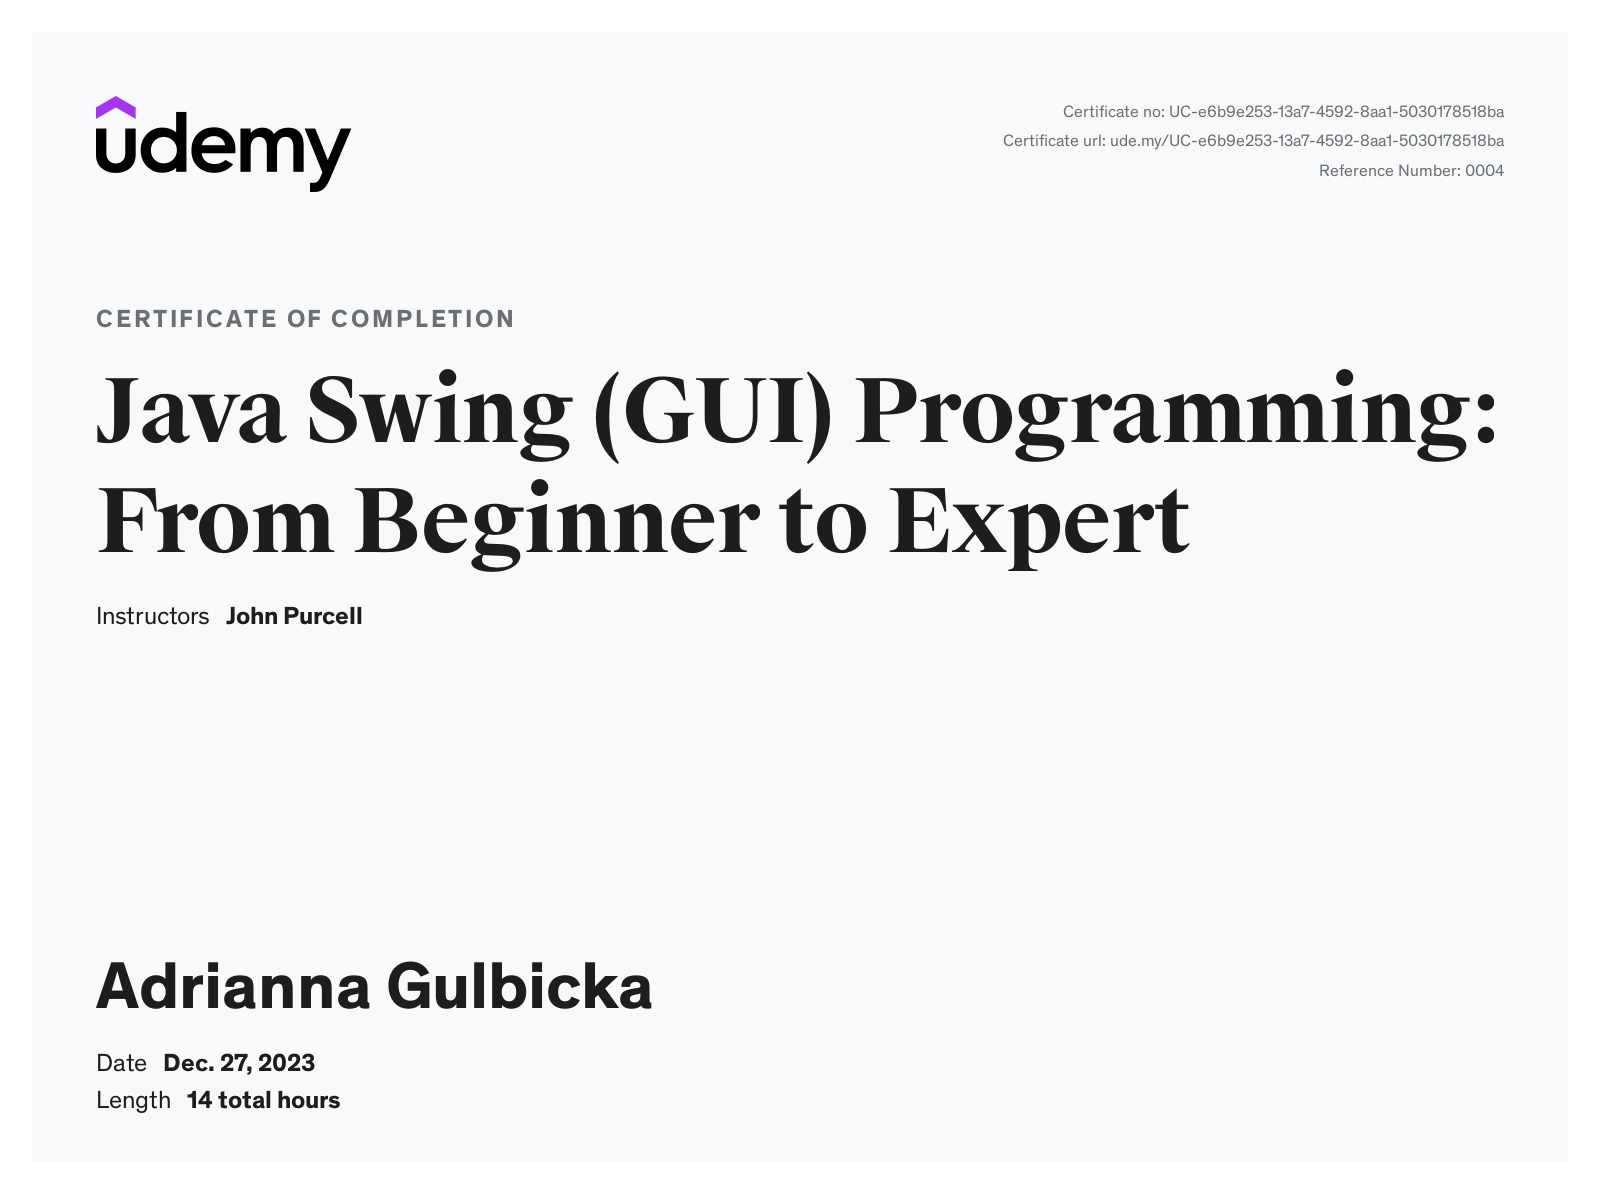 udemy
Certificate no: UC-e6b9e253-13a7-4592-8aa1-5030178518ba
Certificate url: ude.my/UC-e6b9e253-13a7-4592-8aa1-5030178518ba
Reference Number: 0004
CERTIFICATE OF COMPLETION
Java Swing (GUI) Programming:
From Beginner to Expert
Instructors John Purcell
Adrianna Gulbicka
Date Dec. 27, 2023
Length 14 total hours